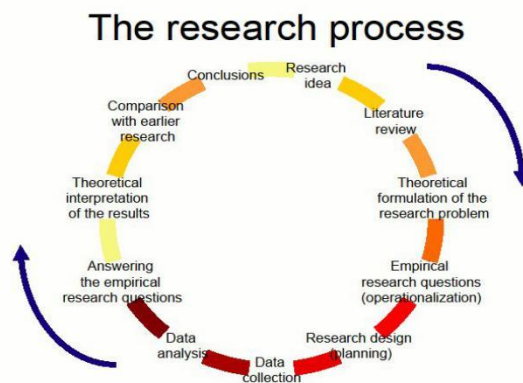 The research process
Research
idea
Literature
review
Theoretical
formulation of the
research problem
Empirical
research questions
(operationalization)
Research design
(planning)
Data
collection
Data
analysis
Answering
the empirical
research questions
Theoretical
interpretation
of the results
Comparison
with earlier
research
Conclusions